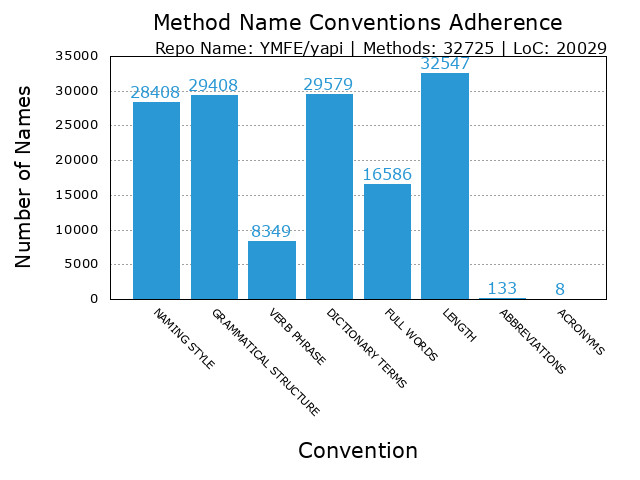 Method Name Conventions Adherence
Repo Name: YMFE/yapi | Methods: 32725 | LoC: 20029
Number of Names
35000
30000
25000
20000
15000
10000
5000
0
28408
29408
8349
29579
16586
32547
133
8
NAMING STYLE
GRAMMATICAL STRUCTURE
VERB PHRASE
DICTIONARY TERMS
FULL WORDS
LENGTH
ABBREVIATIONS
ACRONYMS
Convention